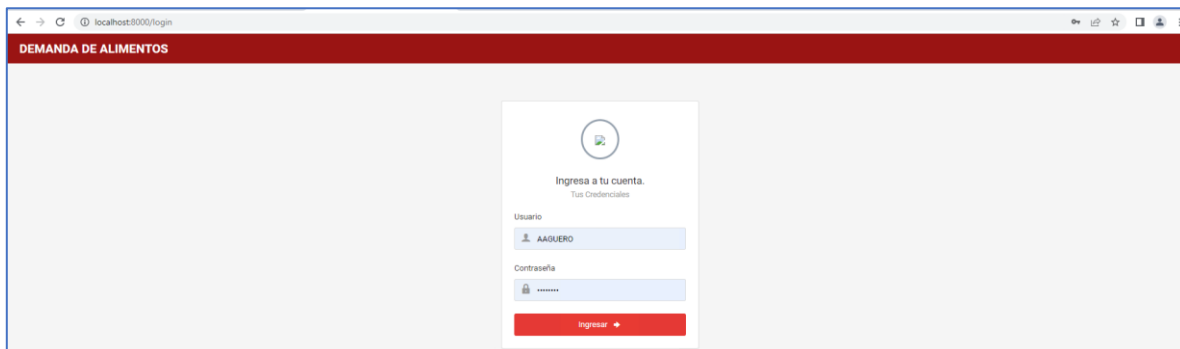 localhost:8000/login
DEMANDA DE ALIMENTOS
Ingresa a tu cuenta.
Tus Credenciales
Usuario
AAGUERO
Contraseña
••••••••
Ingresar